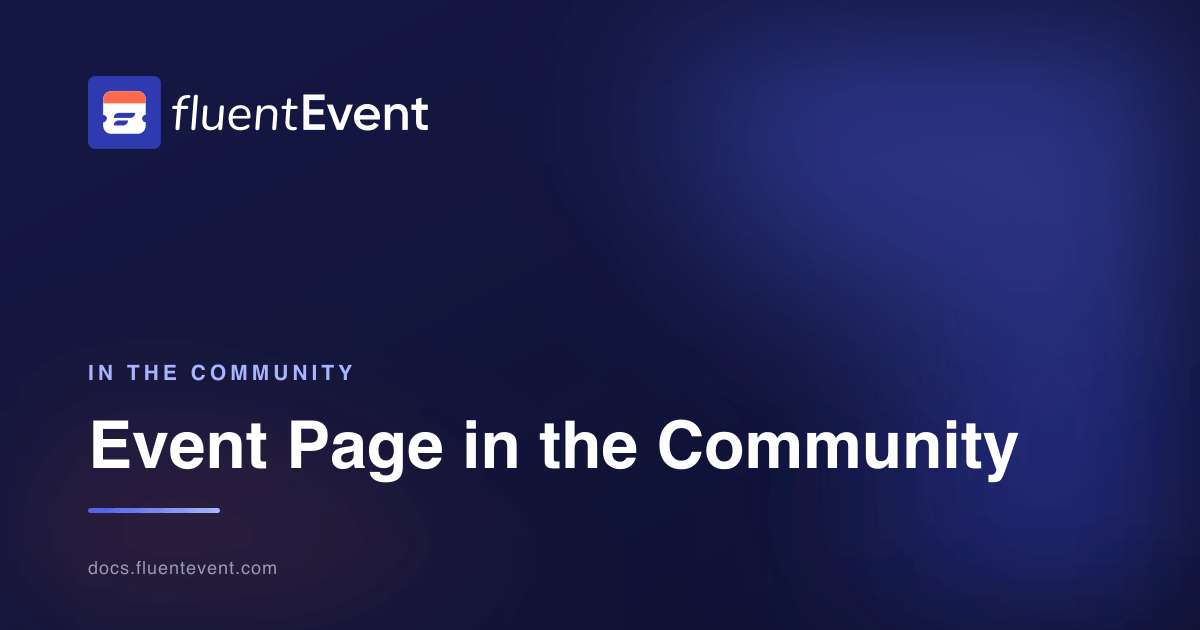 fluentEvent
IN THE COMMUNITY
Event Page in the Community
docs.fluentevent.com